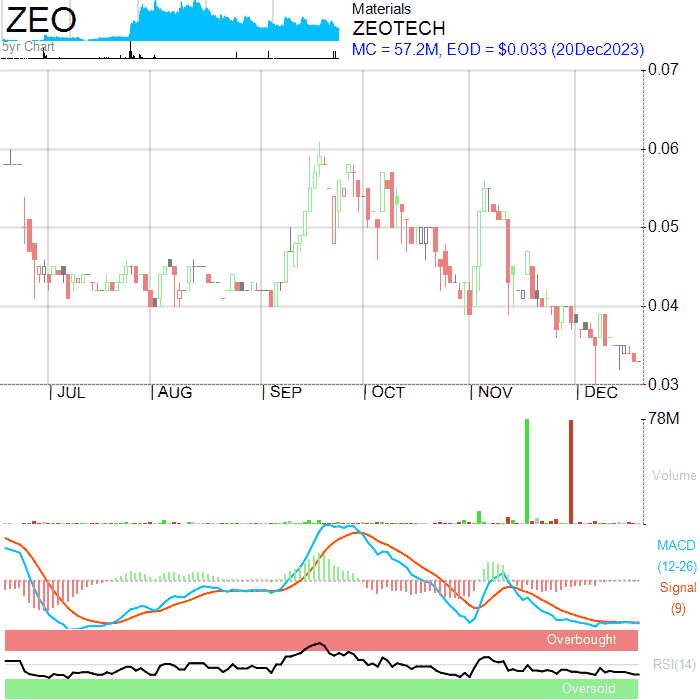 ZEO
5yr Chart
Materials
ZEOTECH
MC = 57.2M, EOD = $0.033 (20Dec2023)
0.07
0.06
0.05
0.04
0.03
JUL AUG SEP OCT NOV DEC
78M
Volume
MACD
(12-26)
Signal
(9)
Overbought
RSI(14)
Oversold